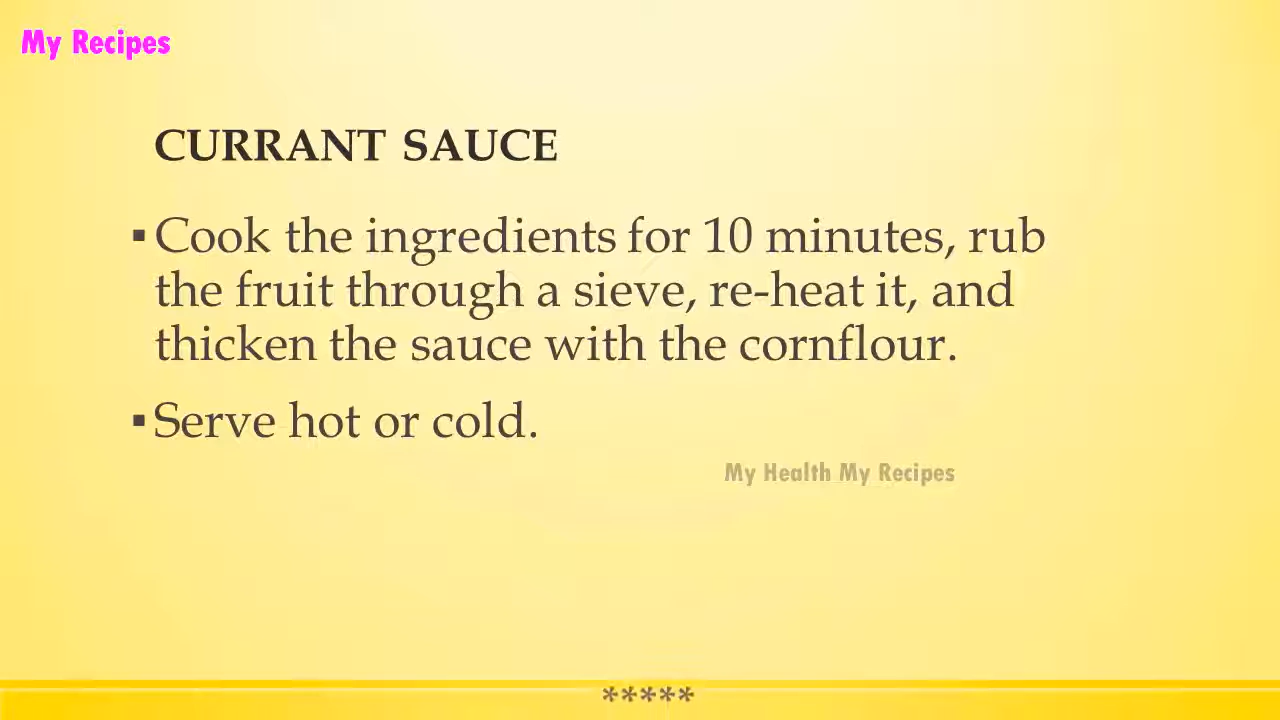 My Recipes
CURRANT SAUCE
▪Cook the ingredients for 10 minutes, rub
the fruit through a sieve, re-heat it, and
thicken the sauce with the cornflour.
▪Serve hot or cold.
My Health My Recipes
*****